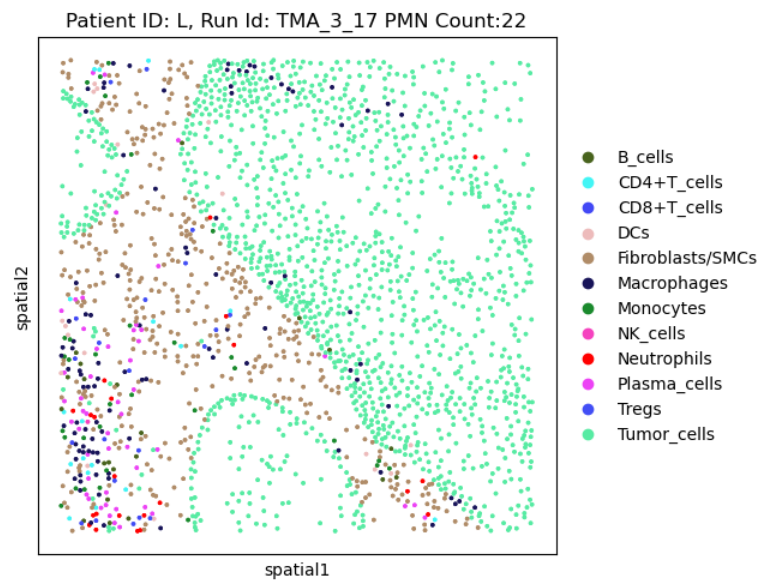 Patient ID: L, Run Id: TMA_3_17 PMN Count:22
spatial2
spatial1
B_cells
CD4+T_cells
CD8+T_cells
DCs
Fibroblasts/SMCs
Macrophages
Monocytes
NK_cells
Neutrophils
Plasma_cells
Tregs
Tumor_cells